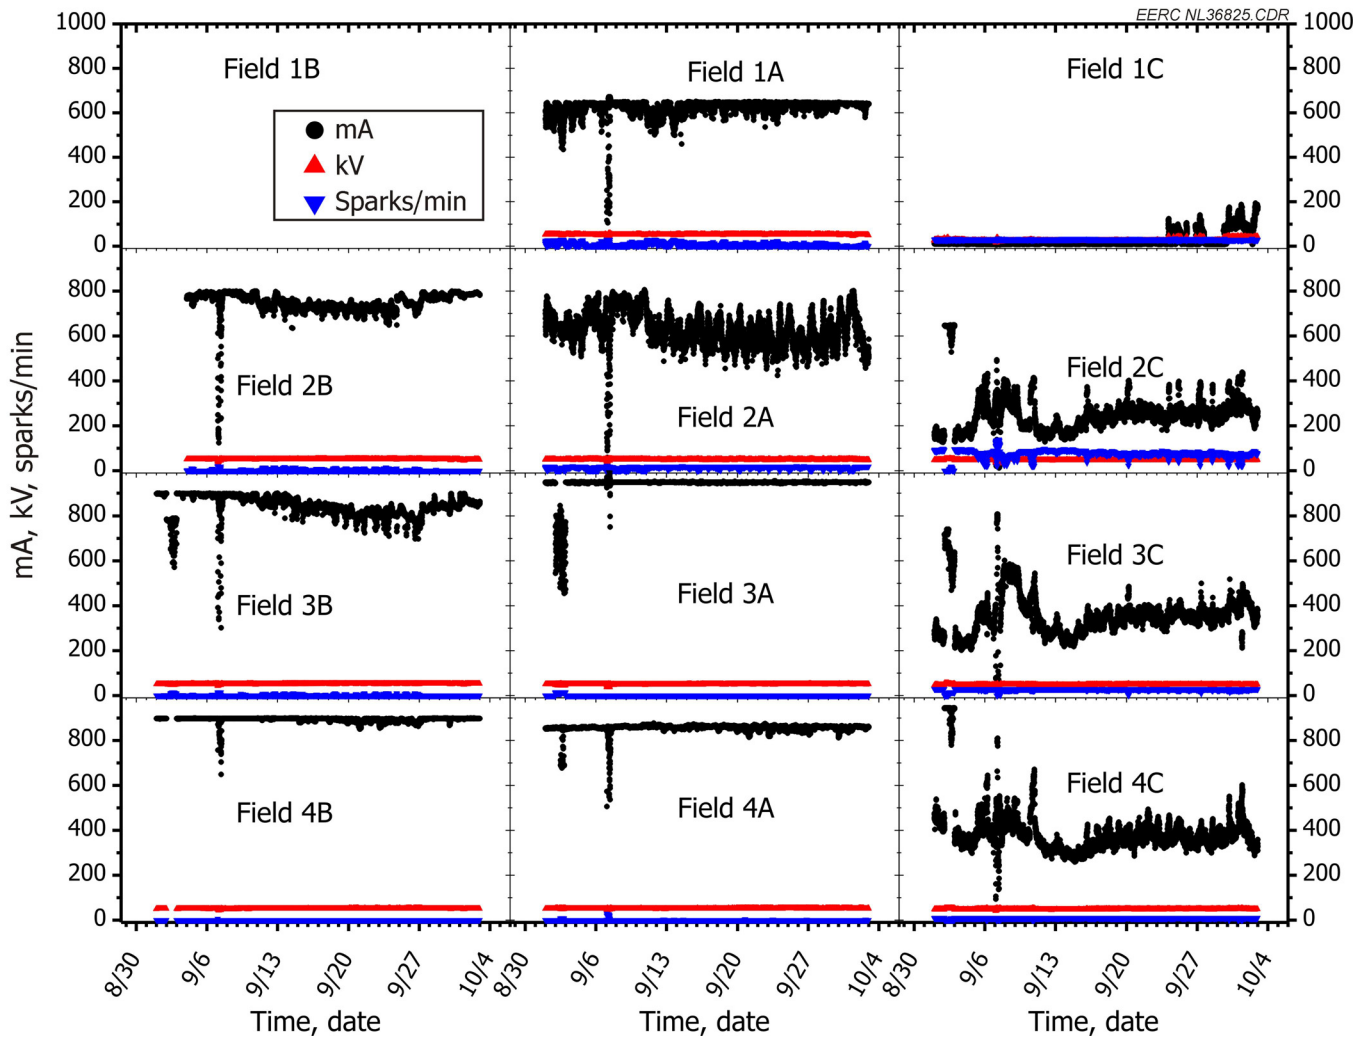 EERC NL36825.CDR
1000
800
600
400
200
0
800
600
400
200
0
800
600
400
200
0
800
600
400
200
0
mA, kV, sparks/min
Field 1B
mA
kV
Sparks/min
Field 1A
Field 1C
Field 2B
Field 2A
Field 2C
Field 3B
Field 3A
Field 3C
Field 4B
Field 4A
Field 4C
1000
800
600
400
200
0
800
600
400
200
0
800
600
400
200
0
800
600
400
200
0
8/30 9/6 9/13 9/20 9/27 10/4
8/30 9/6 9/13 9/20 9/27 10/4
8/30 9/6 9/13 9/20 9/27 10/4
Time, date
Time, date
Time, date